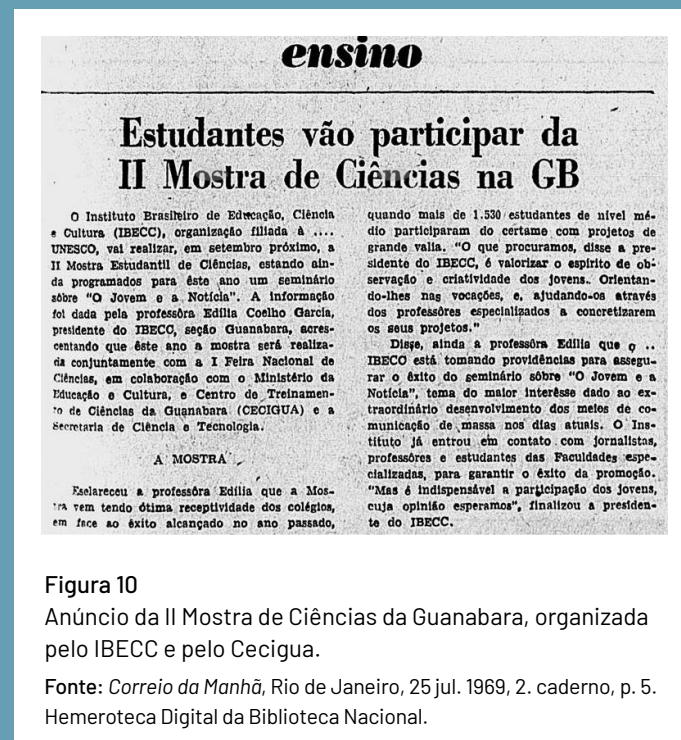 ensino
Estudantes vão participar da
II Mostra de Ciências na GB
O Instituto Brasileiro de Educação, Ciência
e Cultura (IBECC), organização filiada à ....
UNESCO, vai realizar, em setembro próximo, a
II Mostra Estudantil de Ciências, estando ain-
da programados para êste ano um seminário
sôbre "O Jovem e a Notícia". A informação
foi dada pela professôra Edília Coelho Garcia,
presidente do IBECC, seção Guanabara, acres-
centando que êste ano a mostra será realiza-
da conjuntamente com a I Feira Nacional de
Ciências, em colaboração com o Ministério da
Educação e Cultura, e Centro de Treinamen-
to de Ciências da Guanabara (CECIGUA) e a
Secretaria de Ciência e Tecnologia.
A MOSTRA
Esclareceu a professôra Edília que a Mos-
tra vem tendo ótima receptividade dos colégios,
em face ao êxito alcançado no ano passado,
quando mais de 1.530 estudantes de nível mé-
dio participaram do certame com projetos de
grande valia. "O que procuramos, disse a pre-
sidente do IBECC, é valorizar o espírito de ob-
servação e criatividade dos jovens. Orientan-
do-lhes nas vocações, e, ajudando-os através
dos professôres especializados a concretizarem
os seus projetos."
Disse, ainda a professôra Edília que o ..
IBECO está tomando providências para assegu-
rar o êxito do seminário sôbre "O Jovem e a
Notícia", tema do maior interêsse dado ao ex-
traordinário desenvolvimento dos meios de co-
municação de massa nos dias atuais. O Ins-
tituto já entrou em contato com jornalistas,
professôres e estudantes das Faculdades espe-
cializadas, para garantir o êxito da promoção.
"Mas é indispensável a participação dos jovens,
cuja opinião esperamos", finalizou a presiden-
te do IBECC.
Figura 10
Anúncio da II Mostra de Ciências da Guanabara, organizada
pelo IBECC e pelo Cecigua.
Fonte: Correio da Manhã, Rio de Janeiro, 25 jul. 1969, 2. caderno, p. 5.
Hemeroteca Digital da Biblioteca Nacional.